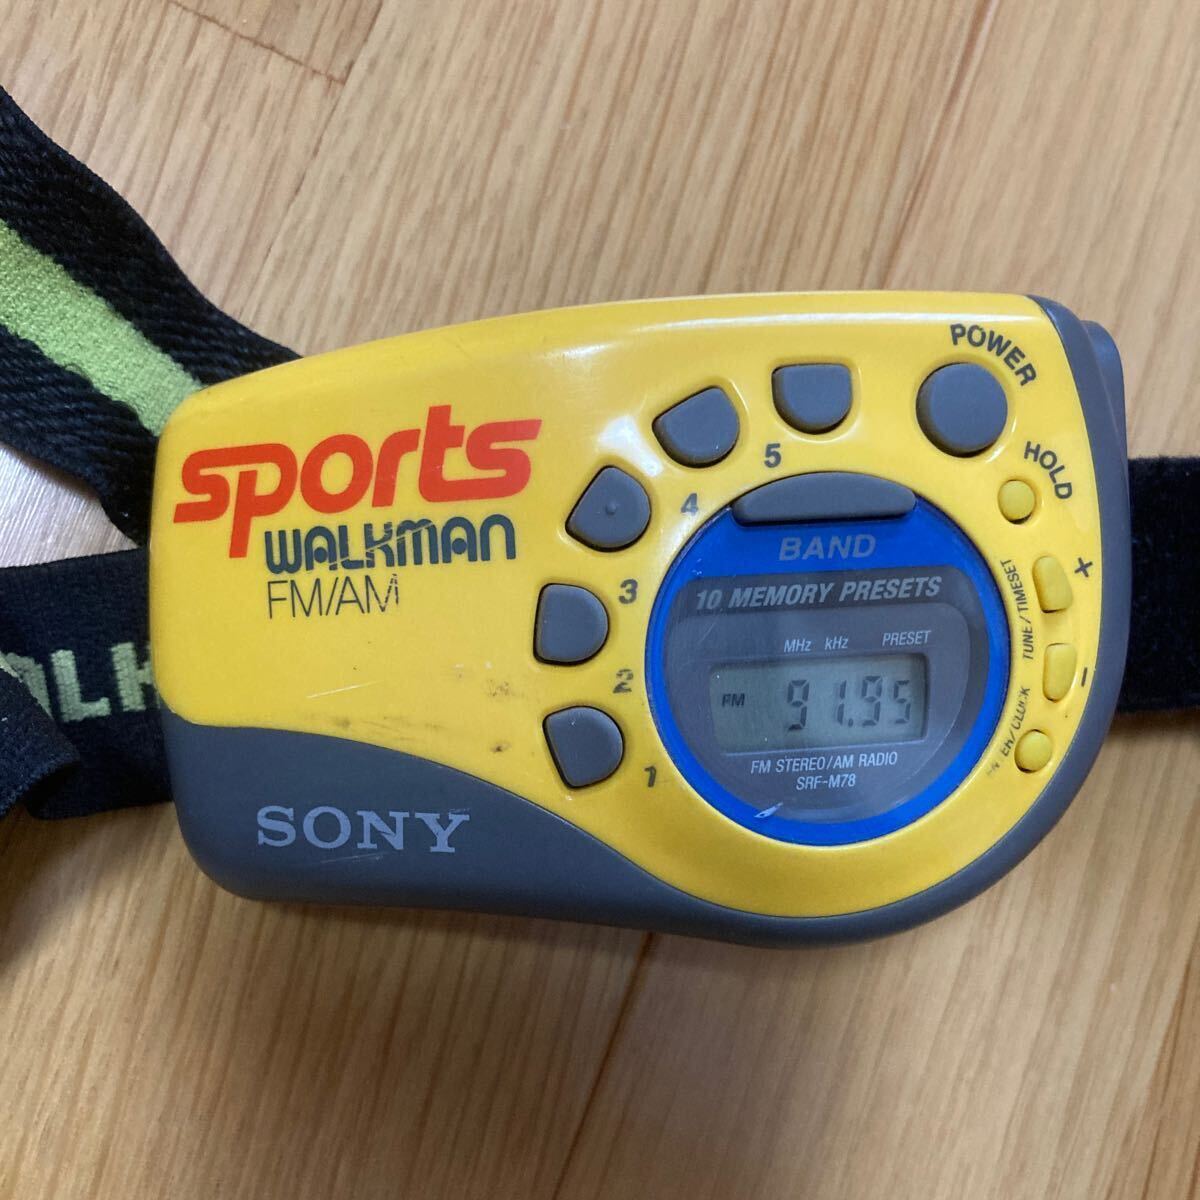 POWER
HOLD
sports
WALKMAN
FM/AM
5
4
3
2
1
BAND
10 MEMORY PRESETS
MHz kHz PRESET
FM 91.95
FM STEREO/AM RADIO
SRF-M78
+
TUNE/TIMESET
−
SONY